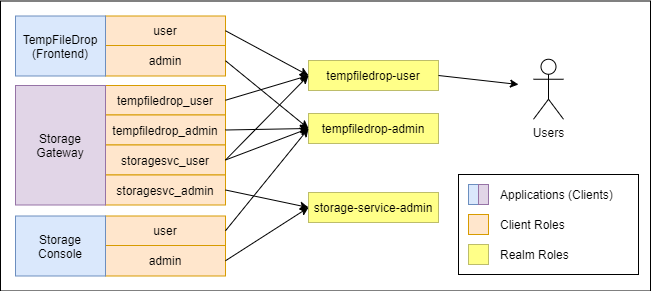 TempFileDrop
(Frontend)
user
admin
Storage
Gateway
tempfiledrop_user
tempfiledrop_admin
storagesvc_user
storagesvc_admin
Storage
Console
user
admin
tempfiledrop-user
tempfiledrop-admin
storage-service-admin
Users
Applications (Clients)
Client Roles
Realm Roles